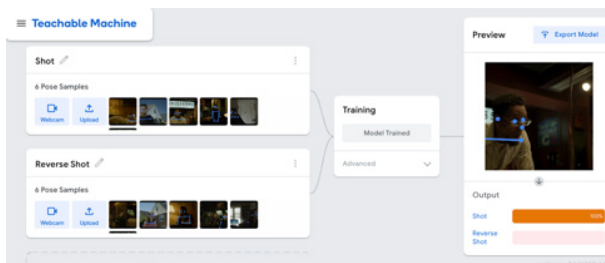 Teachable Machine
Shot
6 Pose Samples
Webcam
Upload
Reverse Shot
6 Pose Samples
Webcam
Upload
Training
Model Trained
Advanced
Preview
Export Model
Output
Shot
100%
Reverse
Shot